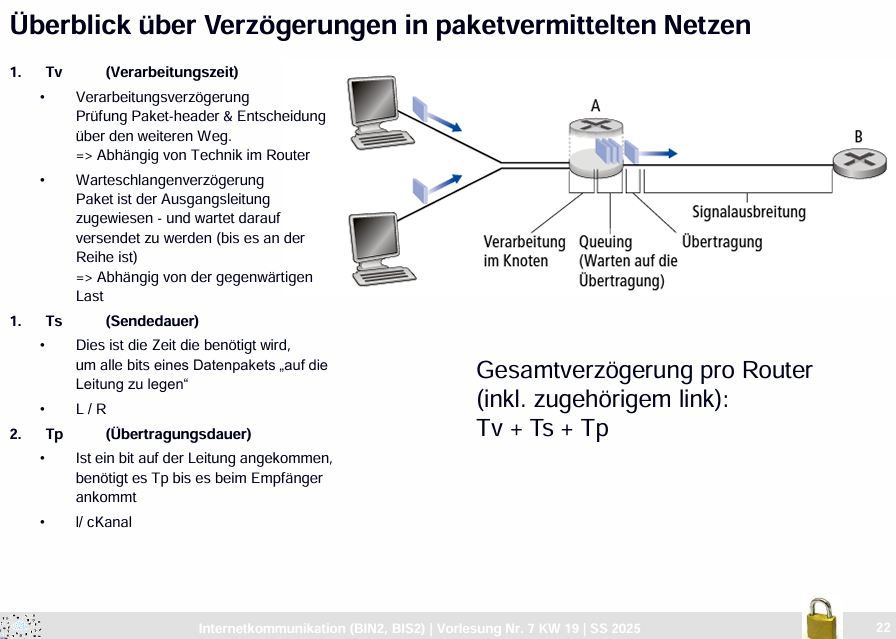 Überblick über Verzögerungen in paketvermittelten Netzen
1. Tv (Verarbeitungszeit)
• Verarbeitungsverzögerung
Prüfung Paket-header & Entscheidung
über den weiteren Weg.
=> Abhängig von Technik im Router
• Warteschlangenverzögerung
Paket ist der Ausgangsleitung
zugewiesen - und wartet darauf
versendet zu werden (bis es an der
Reihe ist)
=> Abhängig von der gegenwärtigen
Last
1. Ts (Sendedauer)
• Dies ist die Zeit die benötigt wird,
um alle bits eines Datenpakets „auf die
Leitung zu legen“
• L / R
2. Tp (Übertragungsdauer)
• Ist ein bit auf der Leitung angekommen,
benötigt es Tp bis es beim Empfänger
ankommt
• l/ cKanal
A
B
Signalausbreitung
Verarbeitung
im Knoten
Queuing
(Warten auf die
Übertragung)
Übertragung
Gesamtverzögerung pro Router
(inkl. zugehörigem link):
Tv + Ts + Tp
Internetkommunikation (BIN2, BIS2) | Vorlesung Nr. 7 KW 19 | SS 2025
22